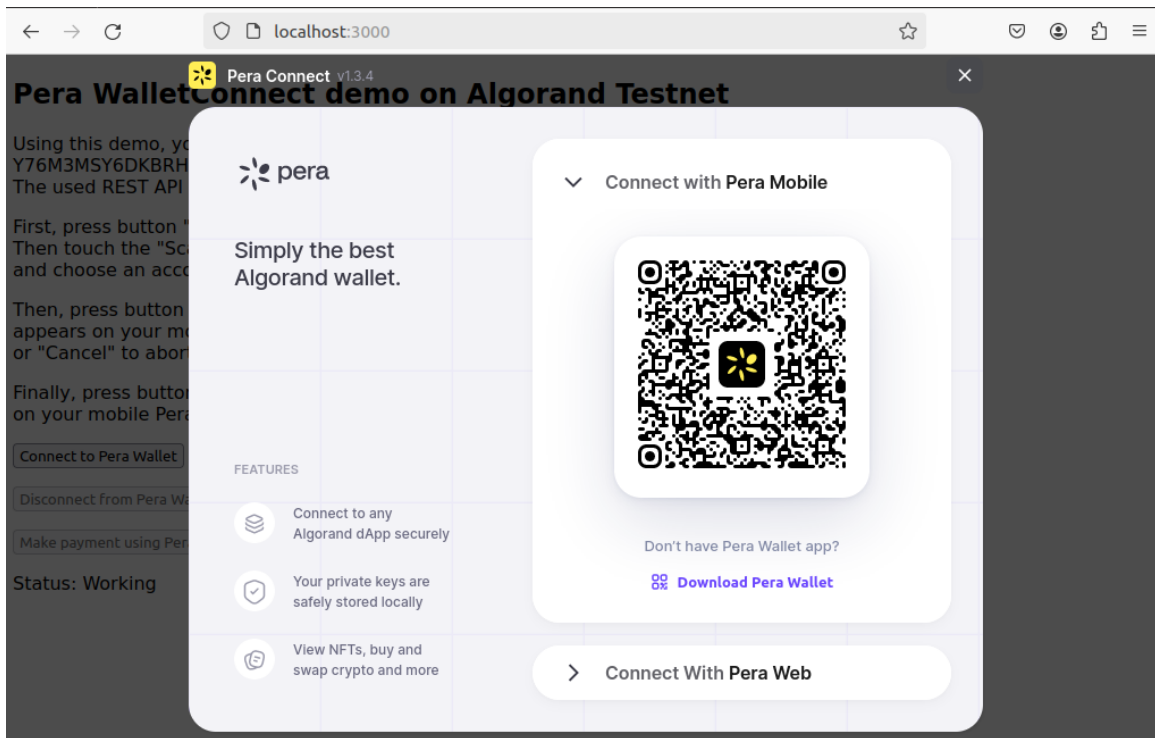 localhost:3000
Pera Connect v1.3.4
Pera WalletConnect demo on Algorand Testnet
Using this demo, yo
Y76M3MSY6DKBRH
The used REST API
First, press button "
Then touch the "Sca
and choose an acco
Then, press button
appears on your mo
or "Cancel" to abort
Finally, press button
on your mobile Pera
Connect to Pera Wallet
Disconnect from Pera Wa
Make payment using Per
Status: Working
pera
Simply the best
Algorand wallet.
FEATURES
Connect to any
Algorand dApp securely
Your private keys are
safely stored locally
View NFTs, buy and
swap crypto and more
Connect with Pera Mobile
Don't have Pera Wallet app?
Download Pera Wallet
Connect With Pera Web